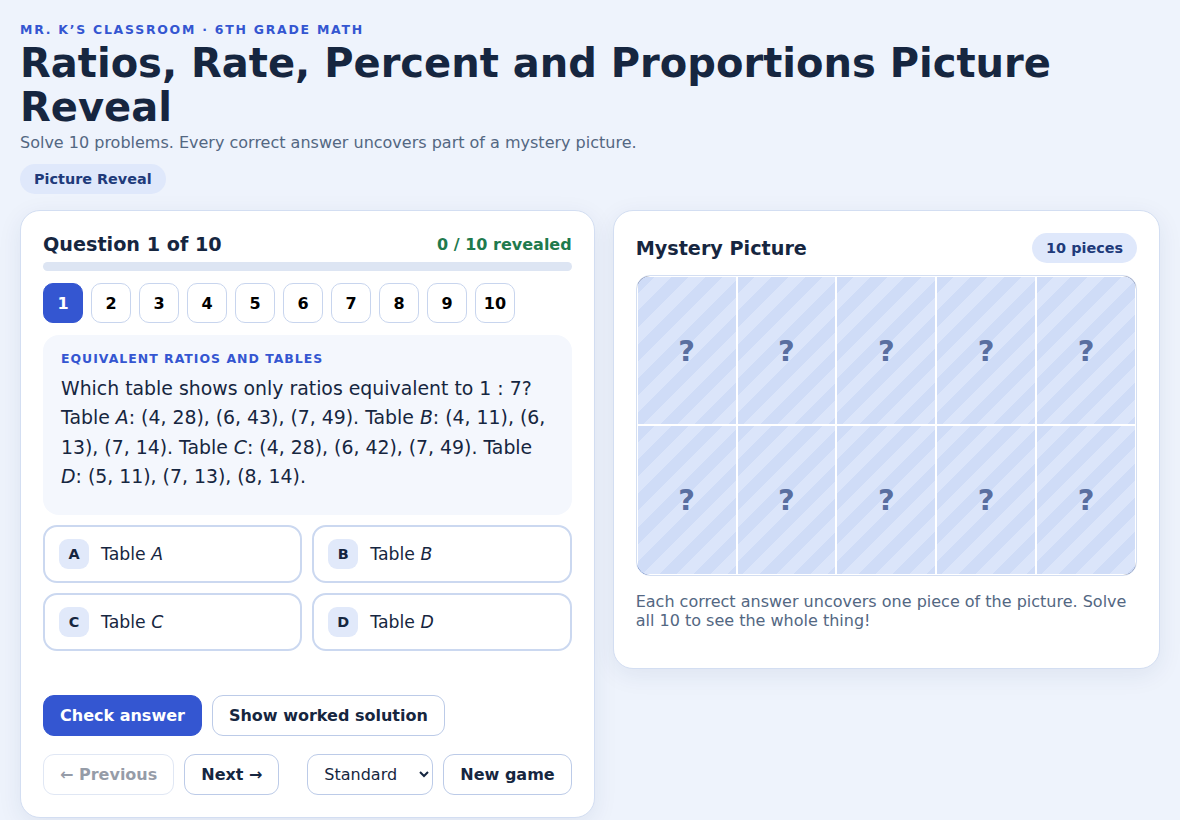 MR. K’S CLASSROOM · 6TH GRADE MATH
Ratios, Rate, Percent and Proportions Picture
Reveal
Solve 10 problems. Every correct answer uncovers part of a mystery picture.
Picture Reveal
Question 1 of 10
0 / 10 revealed
1 2 3 4 5 6 7 8 9 10
EQUIVALENT RATIOS AND TABLES
Which table shows only ratios equivalent to 1 : 7?
Table A: (4, 28), (6, 43), (7, 49). Table B: (4, 11), (6,
13), (7, 14). Table C: (4, 28), (6, 42), (7, 49). Table
D: (5, 11), (7, 13), (8, 14).
A Table A
B Table B
C Table C
D Table D
Check answer
Show worked solution
← Previous
Next →
Standard
New game
Mystery Picture
10 pieces
? ? ? ? ?
? ? ? ? ?
Each correct answer uncovers one piece of the picture. Solve
all 10 to see the whole thing!